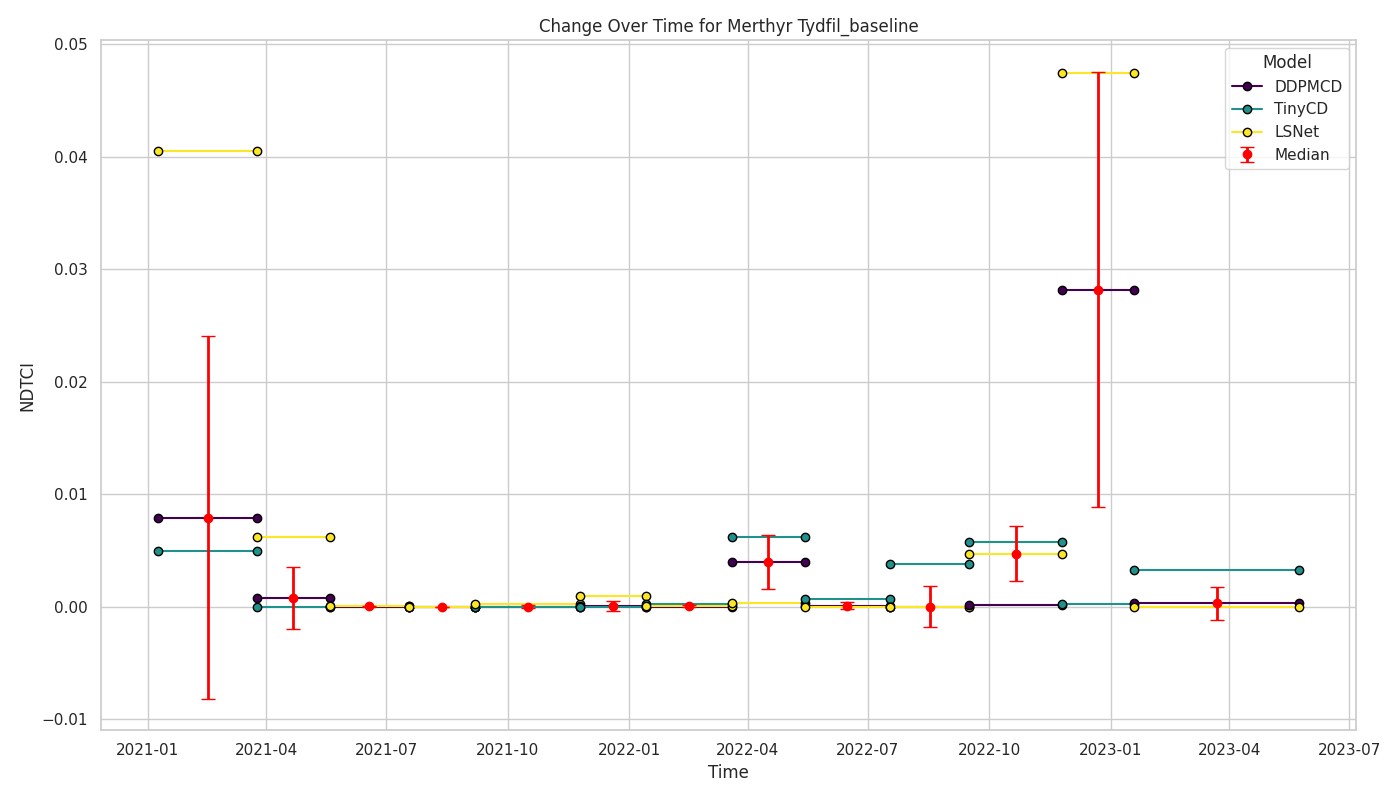 Change Over Time for Merthyr Tydfil_baseline
Model
DDPMCD
TinyCD
LSNet
Median
NDTCI
0.05
0.04
0.03
0.02
0.01
0.00
−0.01
2021-01 2021-04 2021-07 2021-10 2022-01 2022-04 2022-07 2022-10 2023-01 2023-04 2023-07
Time